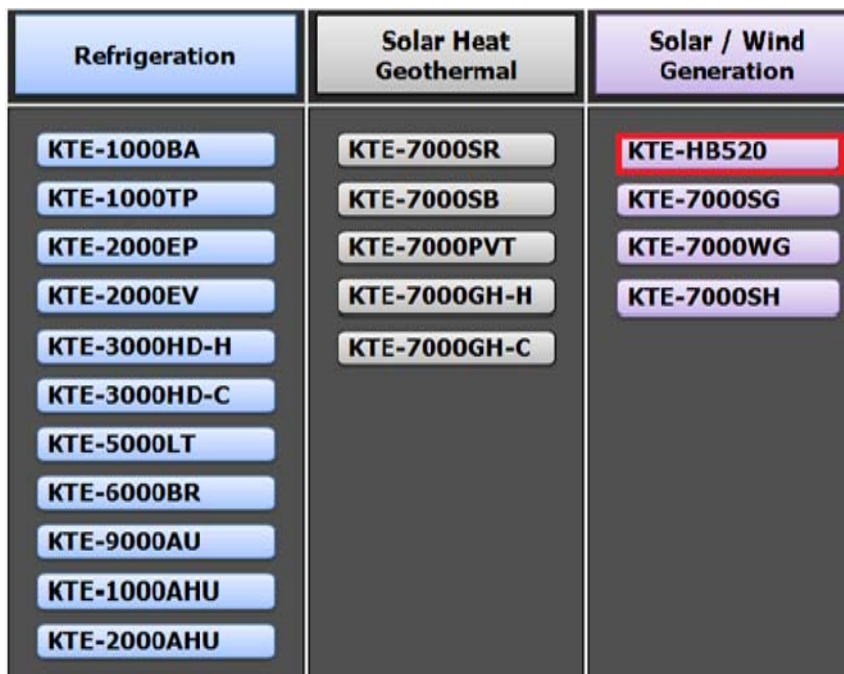 Refrigeration
KTE-1000BA
KTE-1000TP
KTE-2000EP
KTE-2000EV
KTE-3000HD-H
KTE-3000HD-C
KTE-5000LT
KTE-6000BR
KTE-9000AU
KTE-1000AHU
KTE-2000AHU
Solar Heat
Geothermal
KTE-7000SR
KTE-7000SB
KTE-7000PVT
KTE-7000GH-H
KTE-7000GH-C
Solar / Wind
Generation
KTE-HB520
KTE-7000SG
KTE-7000WG
KTE-7000SH